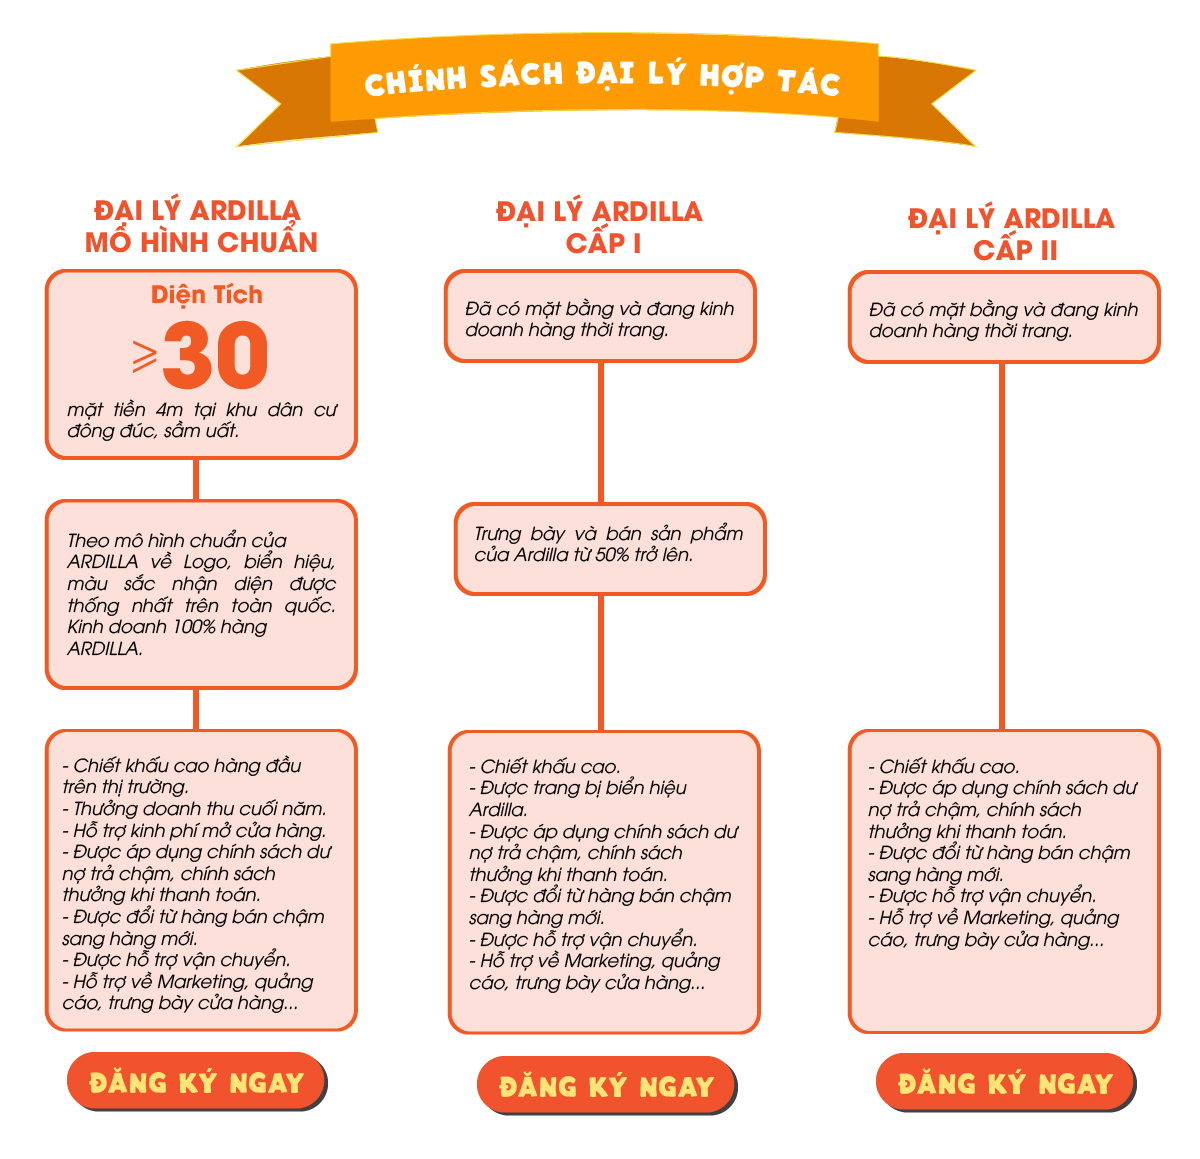 CHÍNH SÁCH ĐẠI LÝ HỢP TÁC
ĐẠI LÝ ARDILLA
MÔ HÌNH CHUẨN
Diện Tích
⩾30
mặt tiền 4m tại khu dân cư
đông đúc, sầm uất.
Theo mô hình chuẩn của
ARDILLA về Logo, biển hiệu,
màu sắc nhận diện được
thống nhất trên toàn quốc.
Kinh doanh 100% hàng
ARDILLA.
- Chiết khấu cao hàng đầu
trên thị trường.
- Thưởng doanh thu cuối năm.
- Hỗ trợ kinh phí mở cửa hàng.
- Được áp dụng chính sách dư
nợ trả chậm, chính sách
thưởng khi thanh toán.
- Được đổi từ hàng bán chậm
sang hàng mới.
- Được hỗ trợ vận chuyển.
- Hỗ trợ về Marketing, quảng
cáo, trưng bày cửa hàng...
ĐĂNG KÝ NGAY
ĐẠI LÝ ARDILLA
CẤP I
Đã có mặt bằng và đang kinh
doanh hàng thời trang.
Trưng bày và bán sản phẩm
của Ardilla từ 50% trở lên.
- Chiết khấu cao.
- Được trang bị biển hiệu
Ardilla.
- Được áp dụng chính sách dư
nợ trả chậm, chính sách
thưởng khi thanh toán.
- Được đổi từ hàng bán chậm
sang hàng mới.
- Được hỗ trợ vận chuyển.
- Hỗ trợ về Marketing, quảng
cáo, trưng bày cửa hàng...
ĐĂNG KÝ NGAY
ĐẠI LÝ ARDILLA
CẤP II
Đã có mặt bằng và đang kinh
doanh hàng thời trang.
- Chiết khấu cao.
- Được áp dụng chính sách dư
nợ trả chậm, chính sách
thưởng khi thanh toán.
- Được đổi từ hàng bán chậm
sang hàng mới.
- Được hỗ trợ vận chuyển.
- Hỗ trợ về Marketing, quảng
cáo, trưng bày cửa hàng...
ĐĂNG KÝ NGAY